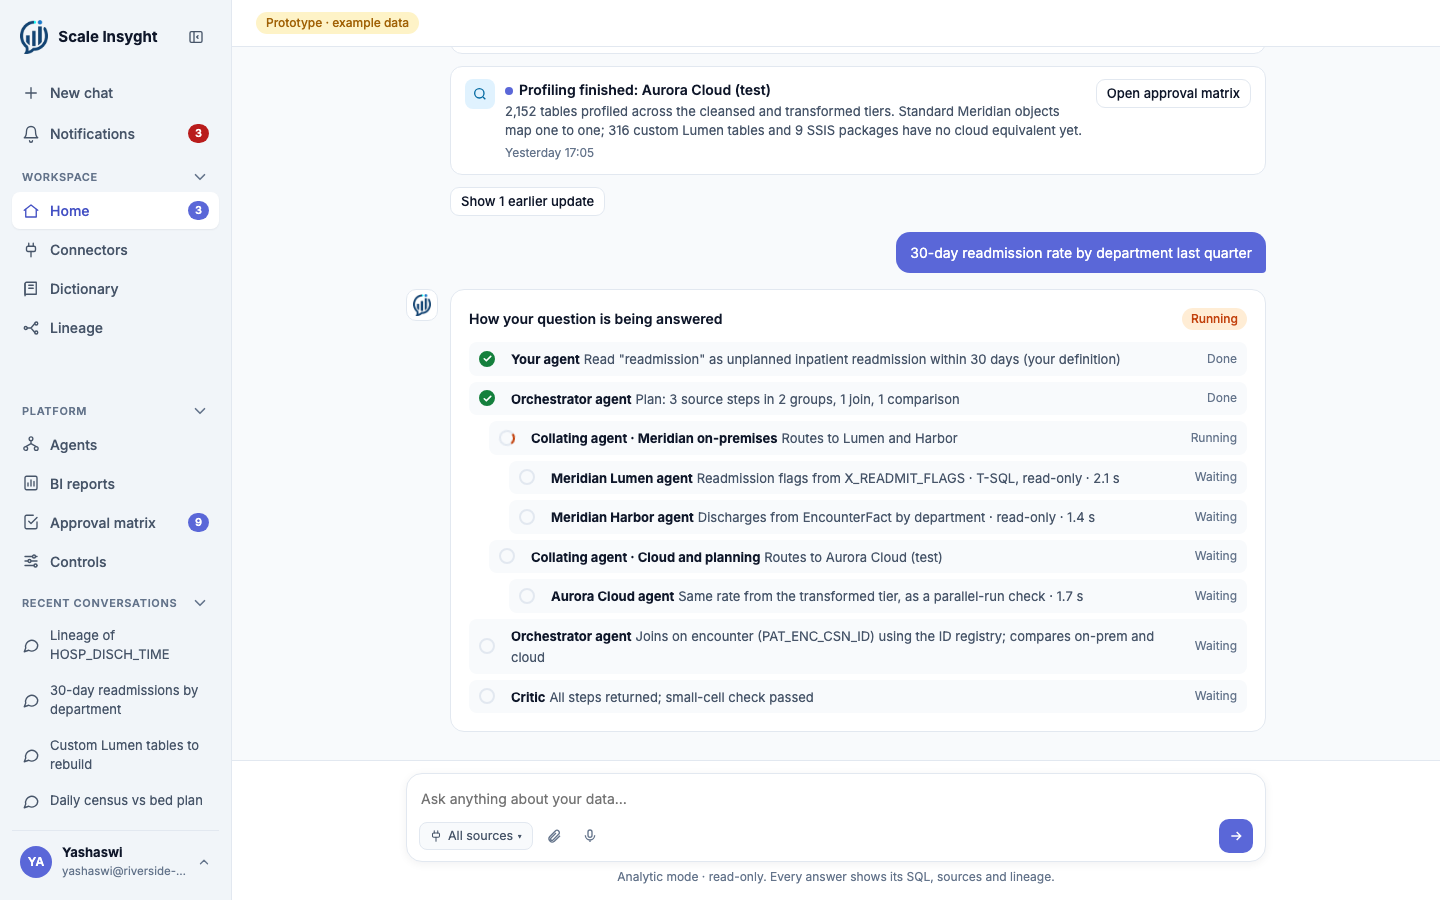 Scale Insyght
New chat
Notifications
3
WORKSPACE
Home
3
Connectors
Dictionary
Lineage
PLATFORM
Agents
BI reports
Approval matrix
9
Controls
RECENT CONVERSATIONS
Lineage of
HOSP_DISCH_TIME
30-day readmissions by
department
Custom Lumen tables to
rebuild
Daily census vs bed plan
YA
Yashaswi
yashaswi@riverside-...
Prototype · example data
Profiling finished: Aurora Cloud (test)
2,152 tables profiled across the cleansed and transformed tiers. Standard Meridian objects
map one to one; 316 custom Lumen tables and 9 SSIS packages have no cloud equivalent yet.
Yesterday 17:05
Open approval matrix
Show 1 earlier update
30-day readmission rate by department last quarter
How your question is being answered
Running
Your agent Read "readmission" as unplanned inpatient readmission within 30 days (your definition)
Done
Orchestrator agent Plan: 3 source steps in 2 groups, 1 join, 1 comparison
Done
Collating agent · Meridian on-premises Routes to Lumen and Harbor
Running
Meridian Lumen agent Readmission flags from X_READMIT_FLAGS · T-SQL, read-only · 2.1 s
Waiting
Meridian Harbor agent Discharges from EncounterFact by department · read-only · 1.4 s
Waiting
Collating agent · Cloud and planning Routes to Aurora Cloud (test)
Waiting
Aurora Cloud agent Same rate from the transformed tier, as a parallel-run check · 1.7 s
Waiting
Orchestrator agent Joins on encounter (PAT_ENC_CSN_ID) using the ID registry; compares on-prem and
cloud
Waiting
Critic All steps returned; small-cell check passed
Waiting
Ask anything about your data...
All sources
Analytic mode · read-only. Every answer shows its SQL, sources and lineage.